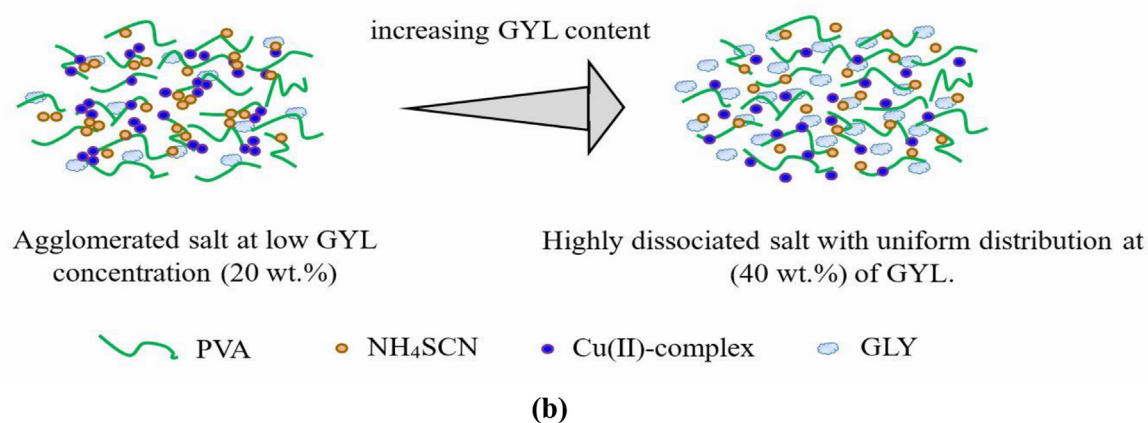 increasing GYL content
Agglomerated salt at low GYL
concentration (20 wt.%)
Highly dissociated salt with uniform distribution at
(40 wt.%) of GYL.
PVA
NH₄SCN
Cu(II)-complex
GLY
(b)